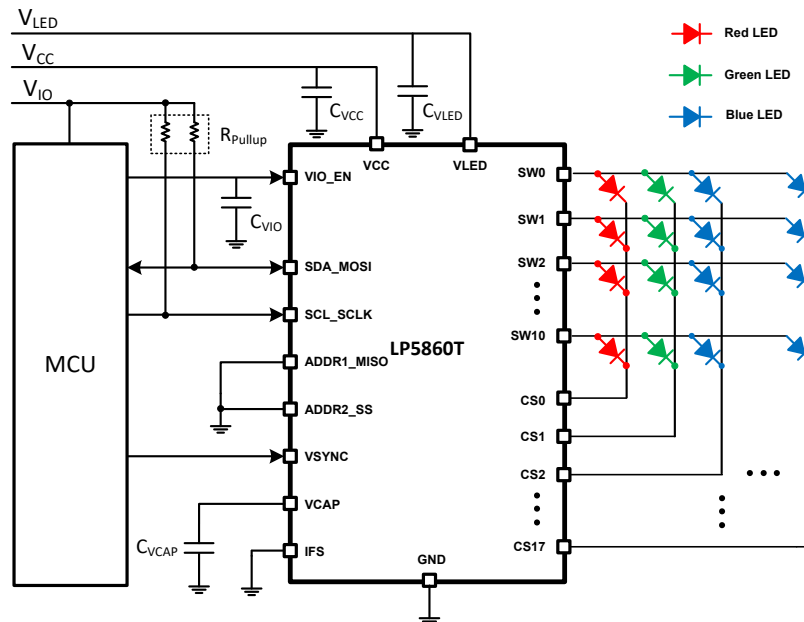 VLED
VCC
VIO
CVCC
CVLED
Red LED
Green LED
Blue LED
RPullup
VCC
VLED
VIO_EN
SW0
CVIO
SW1
SDA_MOSI
SW2
SCL_SCLK
SW10
MCU
LP5860T
ADDR1_MISO
CS0
ADDR2_SS
CS1
VSYNC
CS2
VCAP
CVCAP
IFS
GND
CS17